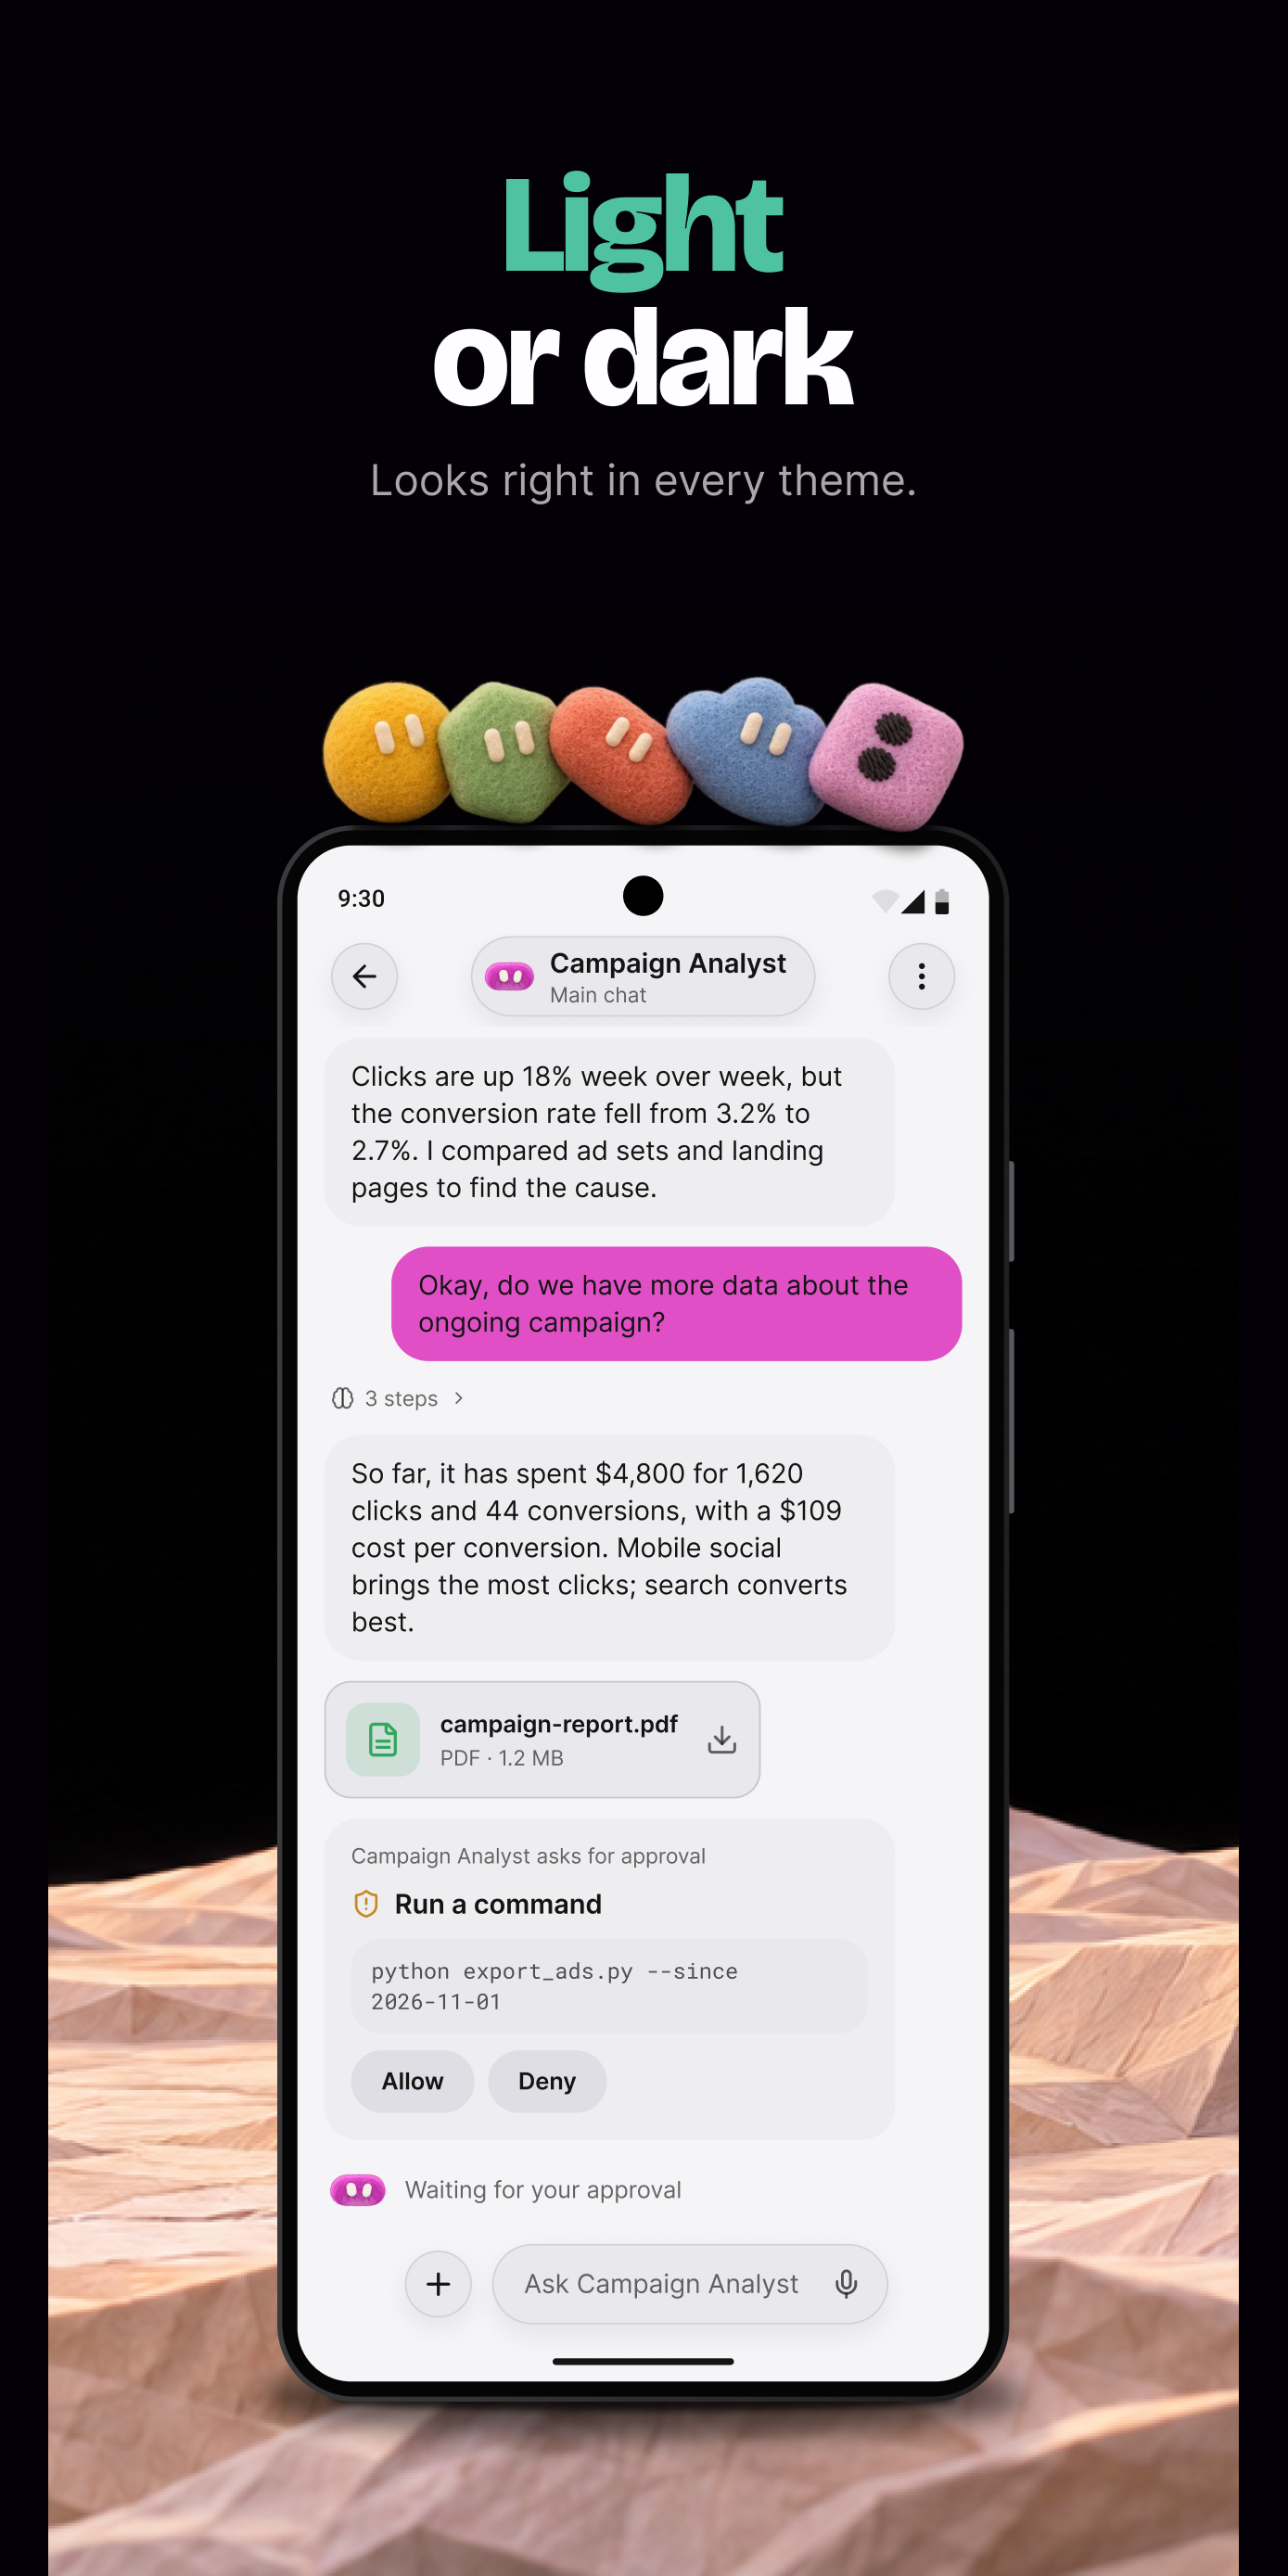 Light
or dark
Looks right in every theme.
9:30
Campaign Analyst
Main chat
Clicks are up 18% week over week, but
the conversion rate fell from 3.2% to
2.7%. I compared ad sets and landing
pages to find the cause.
Okay, do we have more data about the
ongoing campaign?
3 steps
So far, it has spent $4,800 for 1,620
clicks and 44 conversions, with a $109
cost per conversion. Mobile social
brings the most clicks; search converts
best.
campaign-report.pdf
PDF · 1.2 MB
Campaign Analyst asks for approval
Run a command
python export_ads.py --since
2026-11-01
Allow
Deny
Waiting for your approval
Ask Campaign Analyst